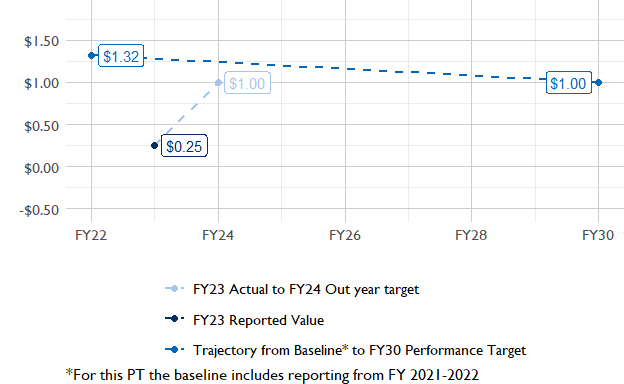 $1.50
$1.32
$1.00
$1.00
$1.00
$0.50
$0.25
$0.00
-$0.50
FY22 FY24 FY26 FY28 FY30
FY23 Actual to FY24 Out year target
FY23 Reported Value
Trajectory from Baseline* to FY30 Performance Target
*For this PT the baseline includes reporting from FY 2021-2022